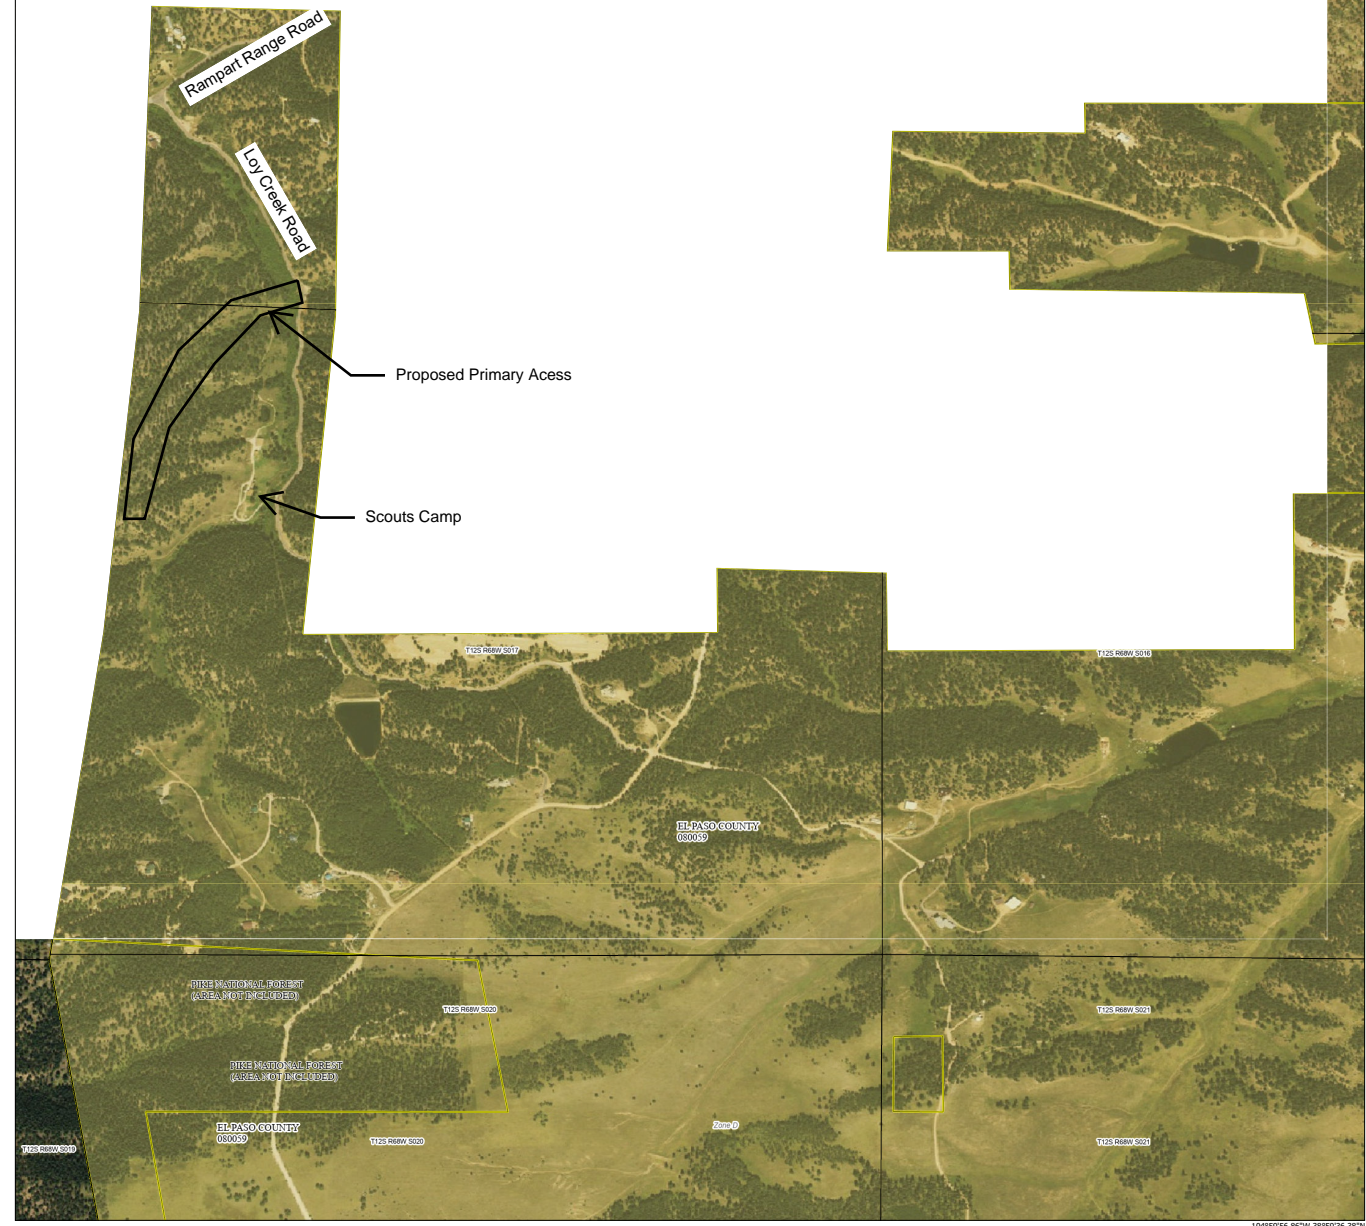 Rampart Range Road
Loy Creek Road
Proposed Primary Acess
Scouts Camp
T12S R68W S017
T12S R68W S016
EL PASO COUNTY
080059
PIKE NATIONAL FOREST
(AREA NOT INCLUDED)
T12S R68W S020
T12S R68W S021
PIKE NATIONAL FOREST
(AREA NOT INCLUDED)
EL PASO COUNTY
080059
Zone D
T12S R68W S019
T12S R68W S020
T12S R68W S021